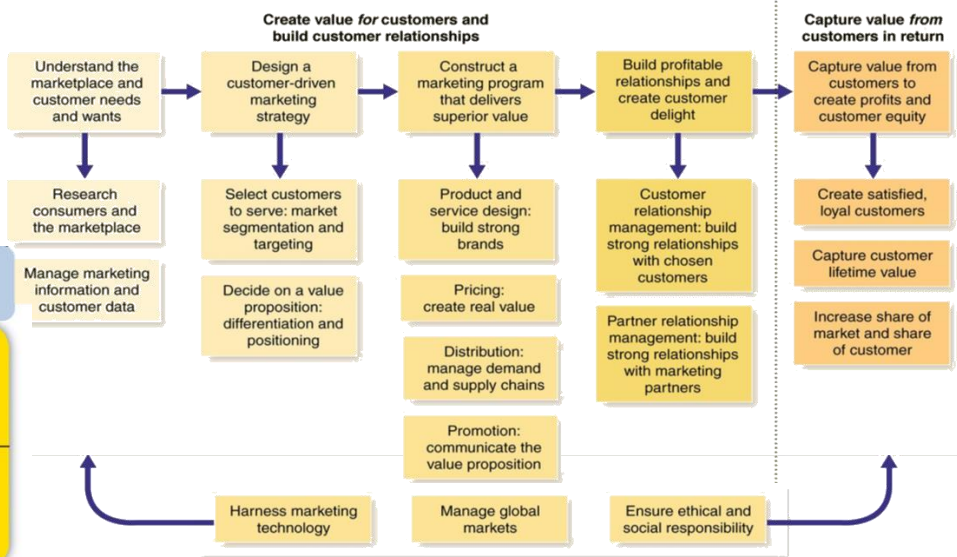 Create value for customers and
build customer relationships
Capture value from
customers in return
Understand the
marketplace and
customer needs
and wants
Design a
customer-driven
marketing
strategy
Construct a
marketing program
that delivers
superior value
Build profitable
relationships and
create customer
delight
Capture value from
customers to
create profits and
customer equity
Research
consumers and
the marketplace
Manage marketing
information and
customer data
Select customers
to serve: market
segmentation and
targeting
Decide on a value
proposition:
differentiation and
positioning
Product and
service design:
build strong
brands
Pricing:
create real value
Distribution:
manage demand
and supply chains
Promotion:
communicate the
value proposition
Customer
relationship
management: build
strong relationships
with chosen
customers
Partner relationship
management: build
strong relationships
with marketing
partners
Create satisfied,
loyal customers
Capture customer
lifetime value
Increase share of
market and share
of customer
Harness marketing
technology
Manage global
markets
Ensure ethical and
social responsibility